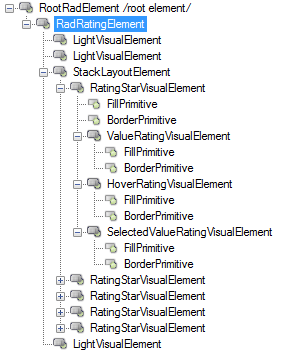 RootRadElement /root element/
RadRatingElement
LightVisualElement
LightVisualElement
StackLayoutElement
RatingStarVisualElement
FillPrimitive
BorderPrimitive
ValueRatingVisualElement
FillPrimitive
BorderPrimitive
HoverRatingVisualElement
FillPrimitive
BorderPrimitive
SelectedValueRatingVisualElement
FillPrimitive
BorderPrimitive
RatingStarVisualElement
RatingStarVisualElement
RatingStarVisualElement
RatingStarVisualElement
LightVisualElement